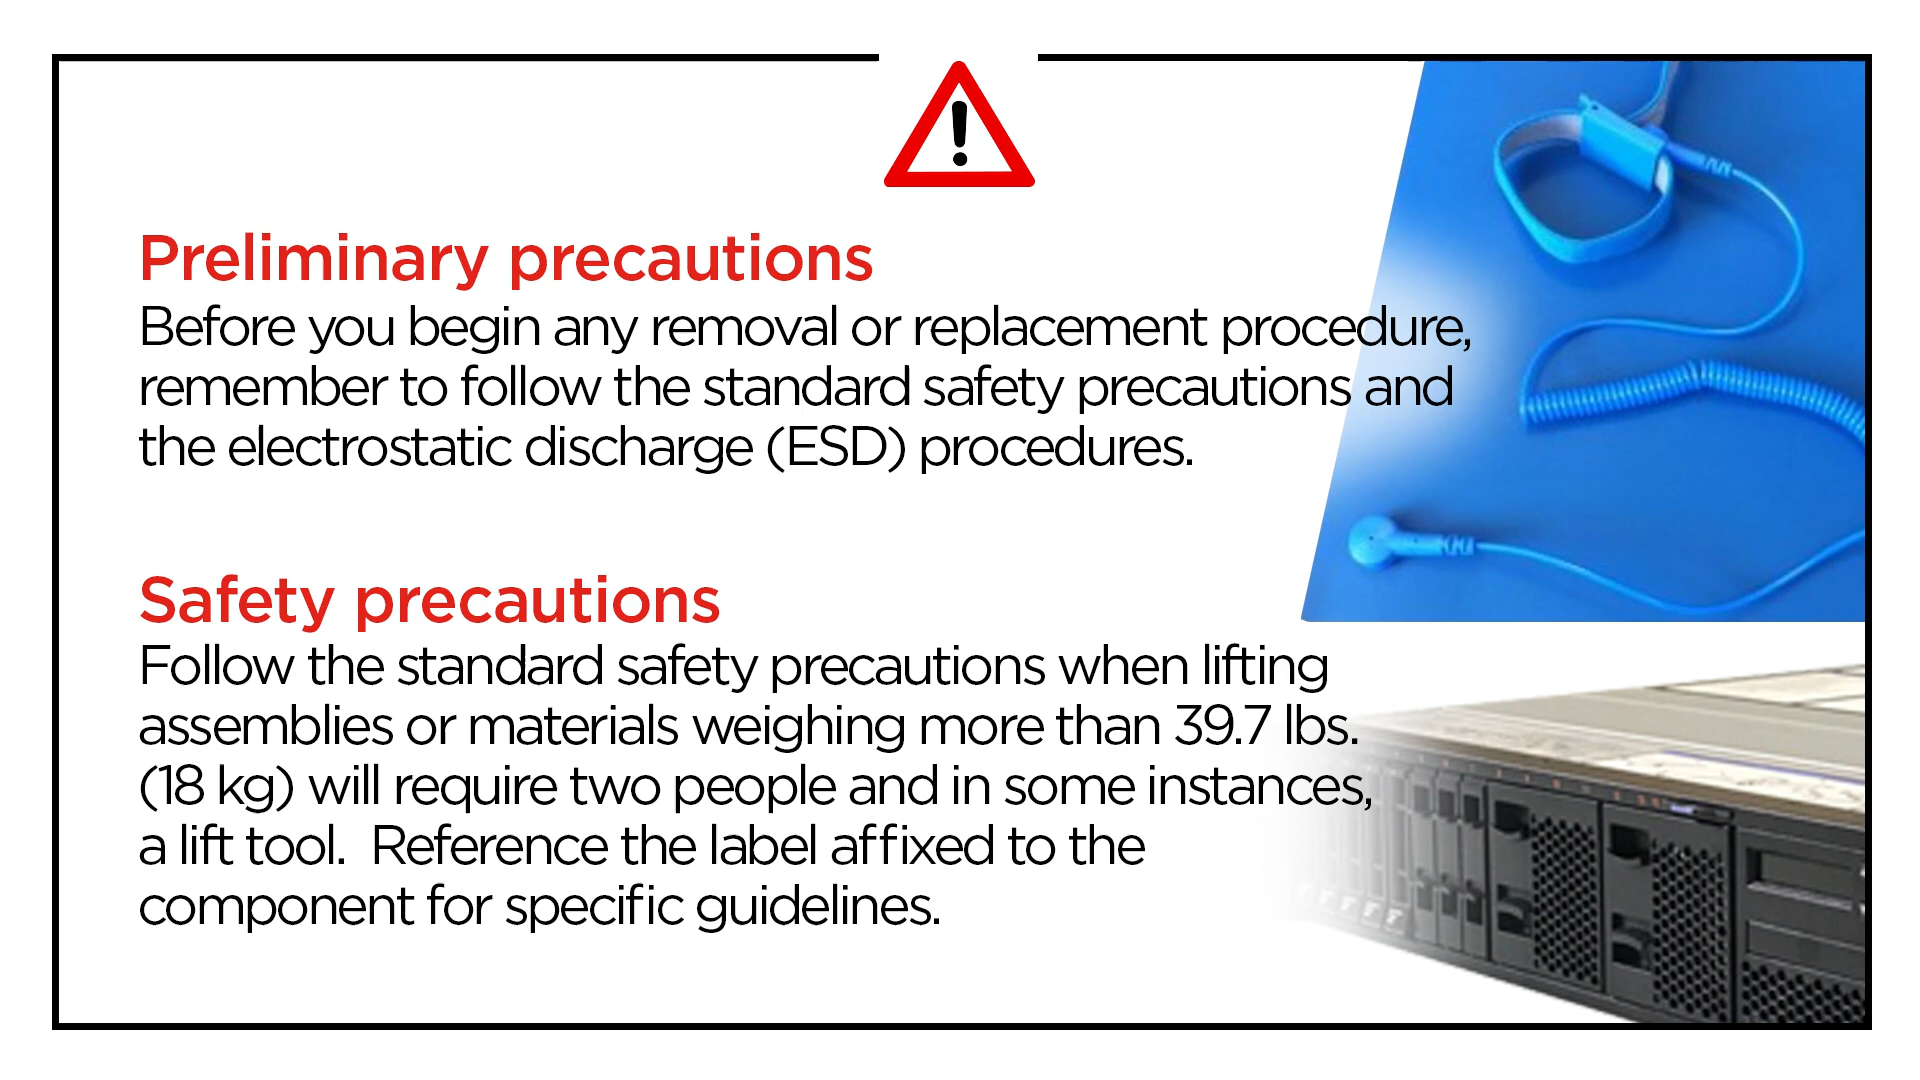 Preliminary precautions
Before you begin any removal or replacement procedure,
remember to follow the standard safety precautions and
the electrostatic discharge (ESD) procedures.
Safety precautions
Follow the standard safety precautions when lifting
assemblies or materials weighing more than 39.7 lbs.
(18 kg) will require two people and in some instances,
a lift tool.  Reference the label affixed to the
component for specific guidelines.